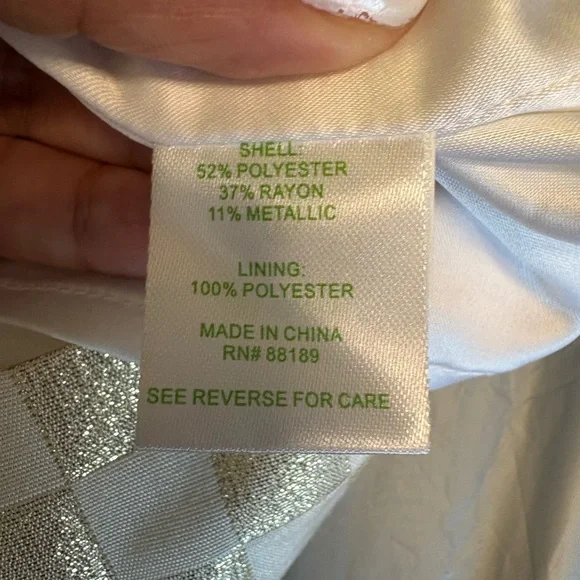 SHELL:
52% POLYESTER
37% RAYON
11% METALLIC
LINING:
100% POLYESTER
MADE IN CHINA
RN# 88189
SEE REVERSE FOR CARE